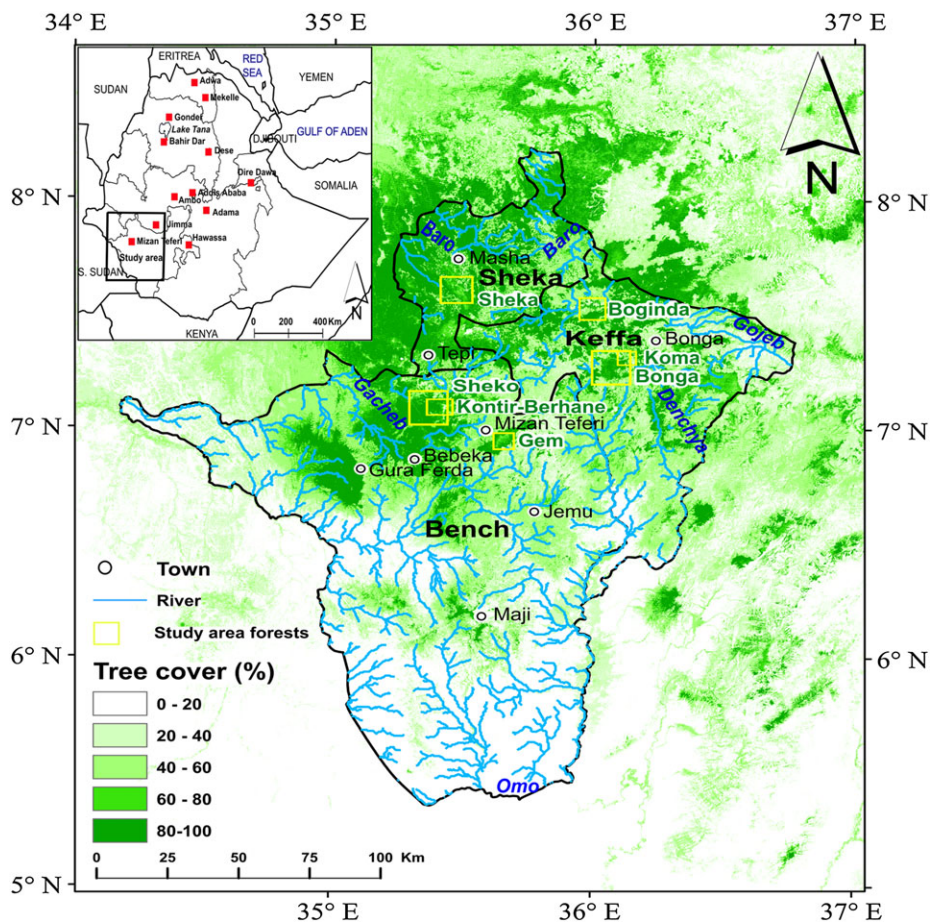 34° E
35° E
36° E
37° E
ERITREA
RED
SEA
YEMEN
SUDAN
Adwa
Mekelle
Gonder
Lake Tana
Bahir Dar
DJIBOUTI
GULF OF ADEN
Dese
Dire Dawa
SOMALIA
Addis Ababa
Ambo
Adama
Jimma
Mizan Teferi
Hawassa
Study area
S. SUDAN
N
0 200 400 Km
KENYA
N
8° N
8° N
Baro
Baro
Masha
Sheka
Sheka
Boginda
Gojeb
Keffa
Bonga
Tepi
Koma
Bonga
Sheko
Gacheb
Kontir-Berhane
Denchya
7° N
7° N
Mizan Teferi
Gem
Bebeka
Gura Ferda
Jemu
Bench
Town
River
Maji
Study area forests
6° N
6° N
Tree cover (%)
0 - 20
20 - 40
40 - 60
60 - 80
Omo
80-100
0 25 50 75 100 Km
5° N
5° N
34° E
35° E
36° E
37° E